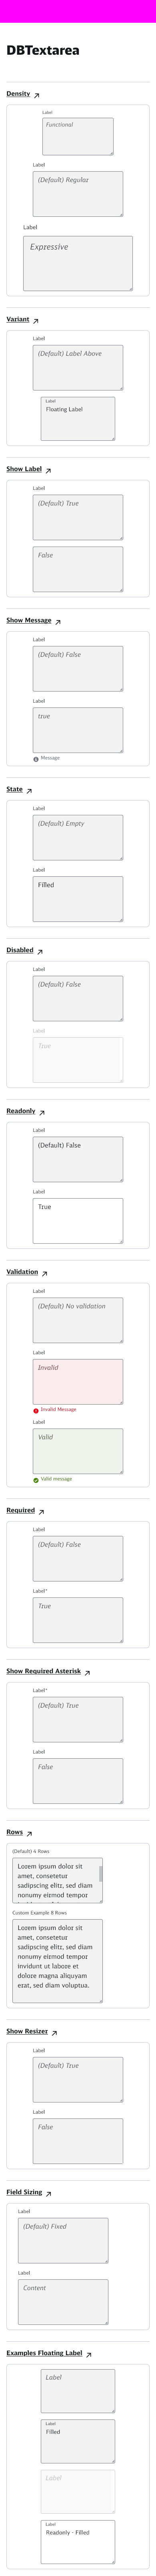 DBTextarea
Density
Label
Functional
Label
(Default) Regular
Label
Expressive
Variant
Label
(Default) Label Above
Label
Floating Label
Show Label
Label
(Default) True
False
Show Message
Label
(Default) False
Label
true
Message
State
Label
(Default) Empty
Label
Filled
Disabled
Label
(Default) False
Label
True
Readonly
Label
(Default) False
Label
True
Validation
Label
(Default) No validation
Label
Invalid
Invalid Message
Label
Valid
Valid message
Required
Label
(Default) False
Label*
True
Show Required Asterisk
Label*
(Default) True
Label
False
Rows
(Default) 4 Rows
Lorem ipsum dolor sit
amet, consetetur
sadipscing elitr, sed diam
nonumy eirmod tempor
Custom Example 8 Rows
Lorem ipsum dolor sit
amet, consetetur
sadipscing elitr, sed diam
nonumy eirmod tempor
invidunt ut labore et
dolore magna aliquyam
erat, sed diam voluptua.
Show Resizer
Label
(Default) True
Label
False
Field Sizing
Label
(Default) Fixed
Label
Content
Examples Floating Label
Label
Label
Filled
Label
Label
Readonly - Filled